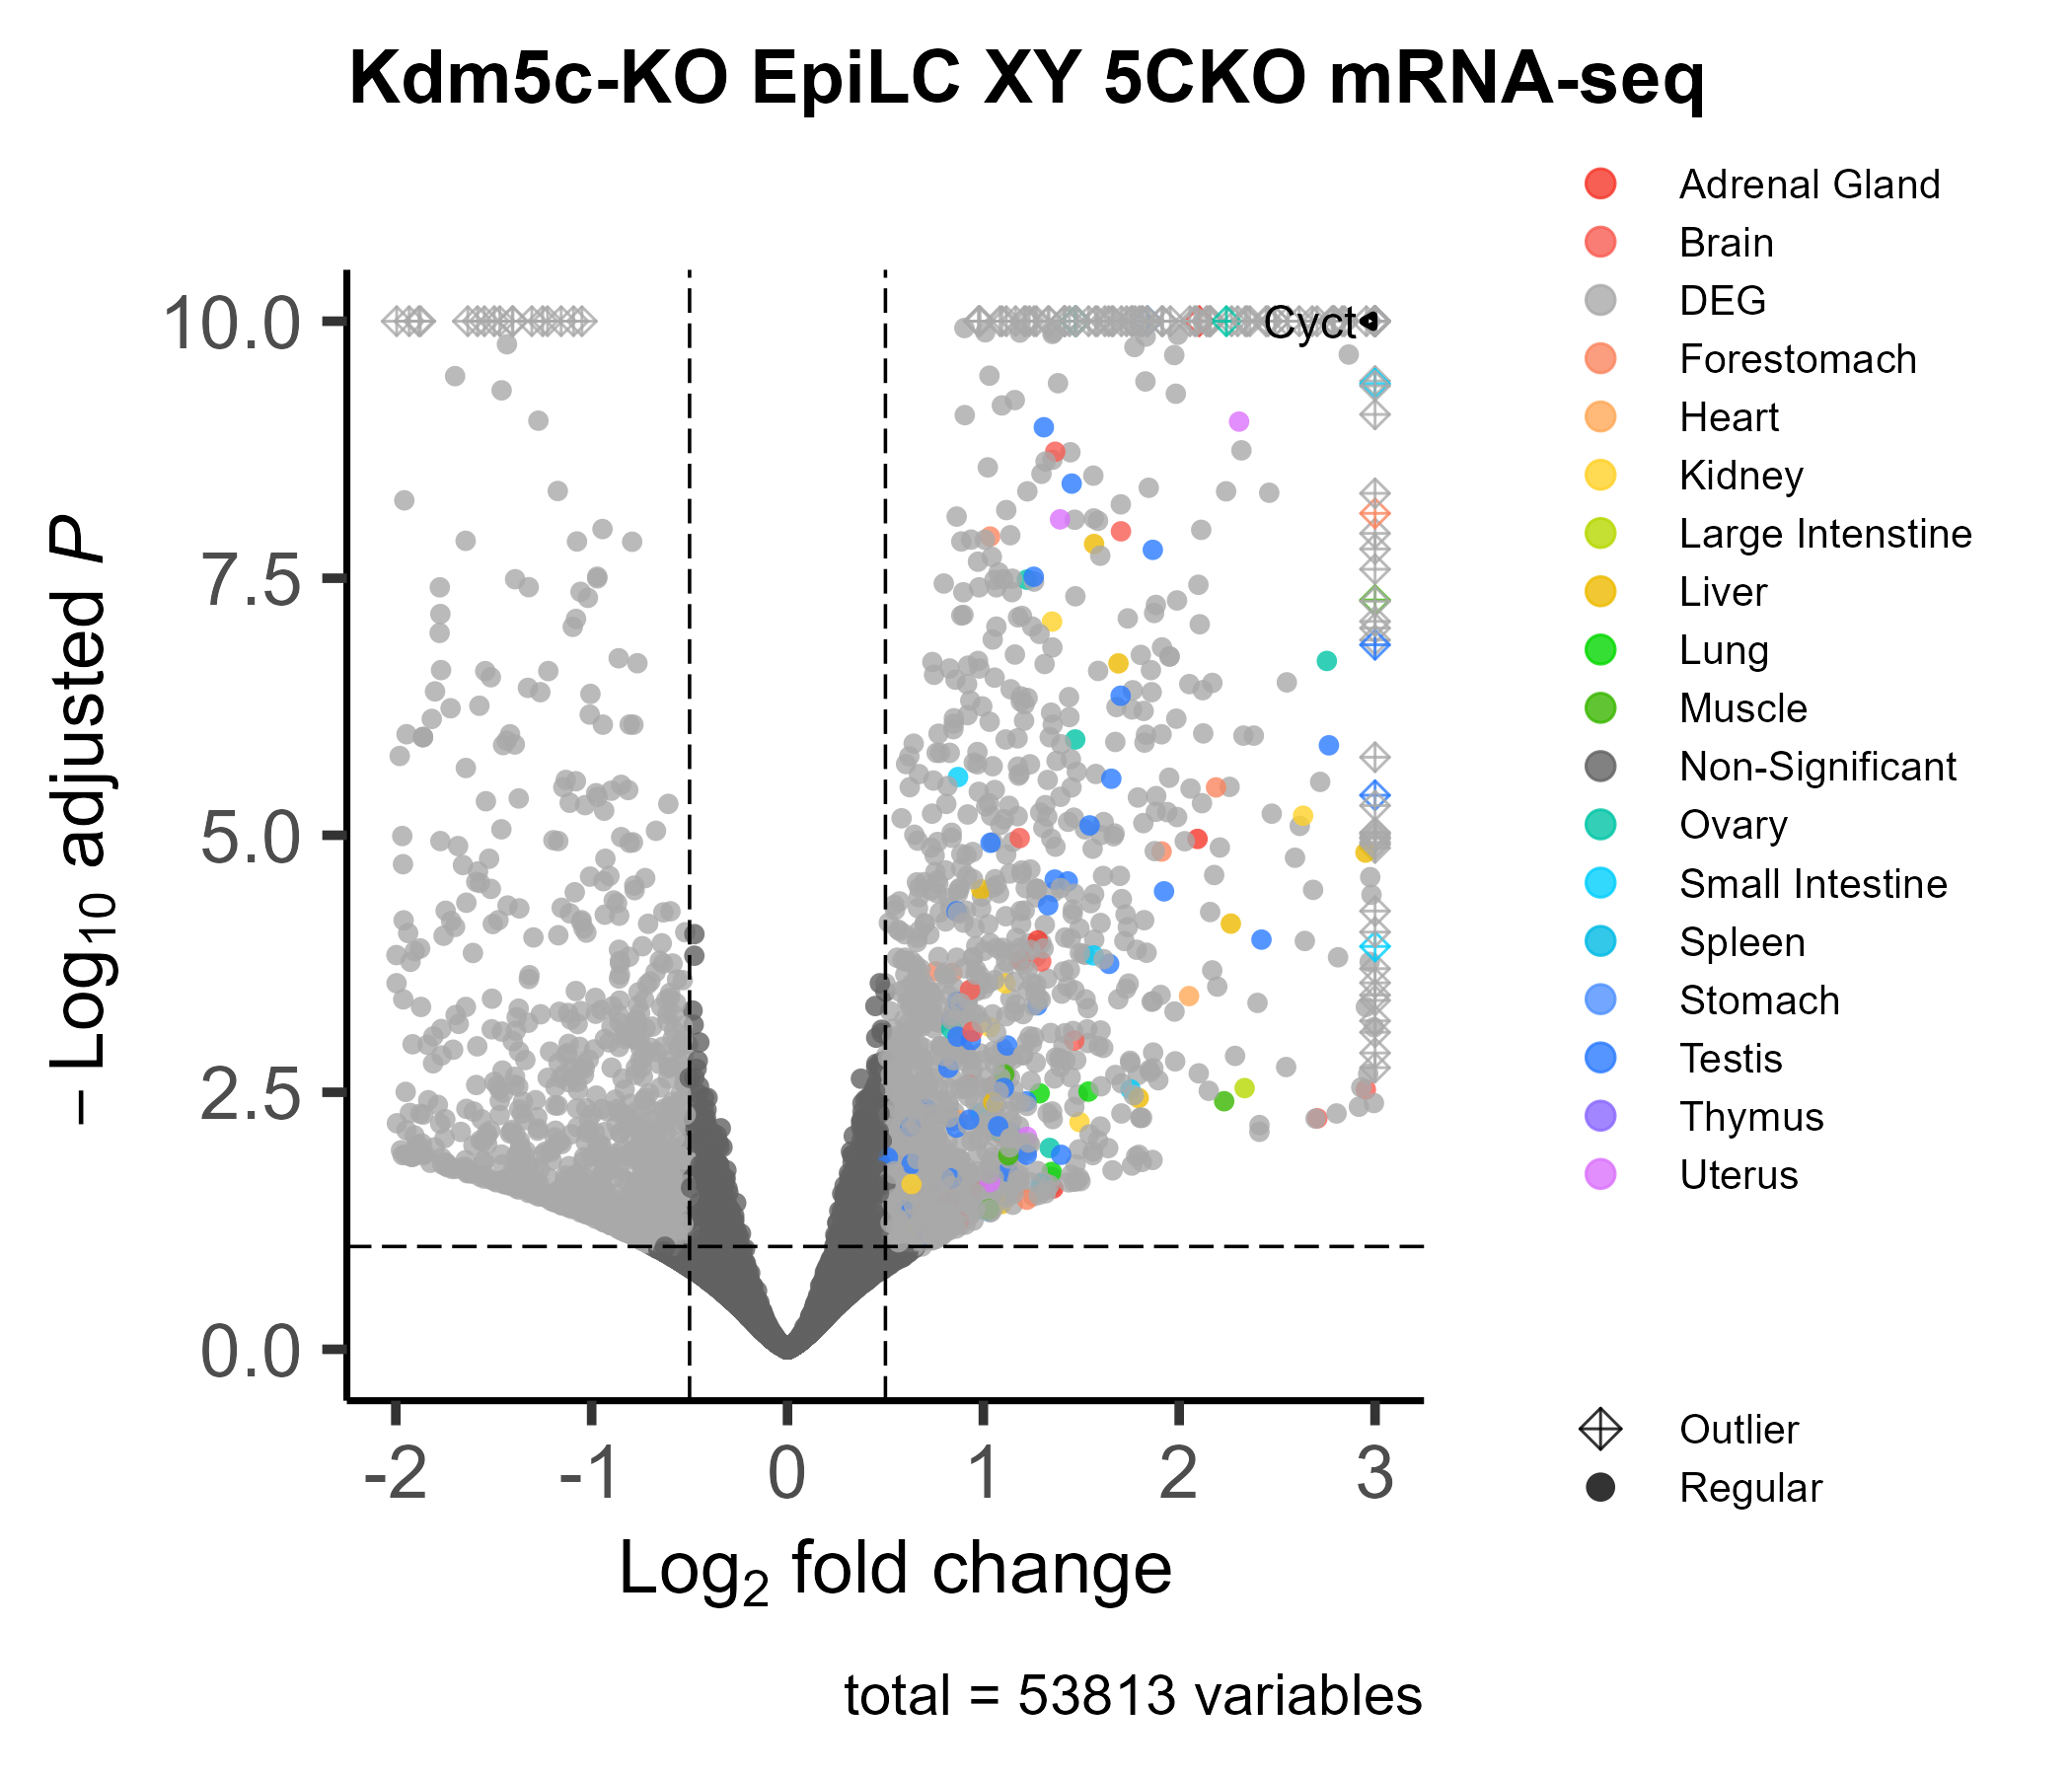 Kdm5c-KO EpiLC XY 5CKO mRNA-seq
Adrenal Gland
Brain
DEG
Forestomach
Heart
Kidney
Large Intenstine
Liver
Lung
Muscle
Non-Significant
Ovary
Small Intestine
Spleen
Stomach
Testis
Thymus
Uterus
Outlier
Regular
− Log10 adjusted P
10.0
7.5
5.0
2.5
0.0
Cyct
-2 -1 0 1 2 3
Log2 fold change
total = 53813 variables